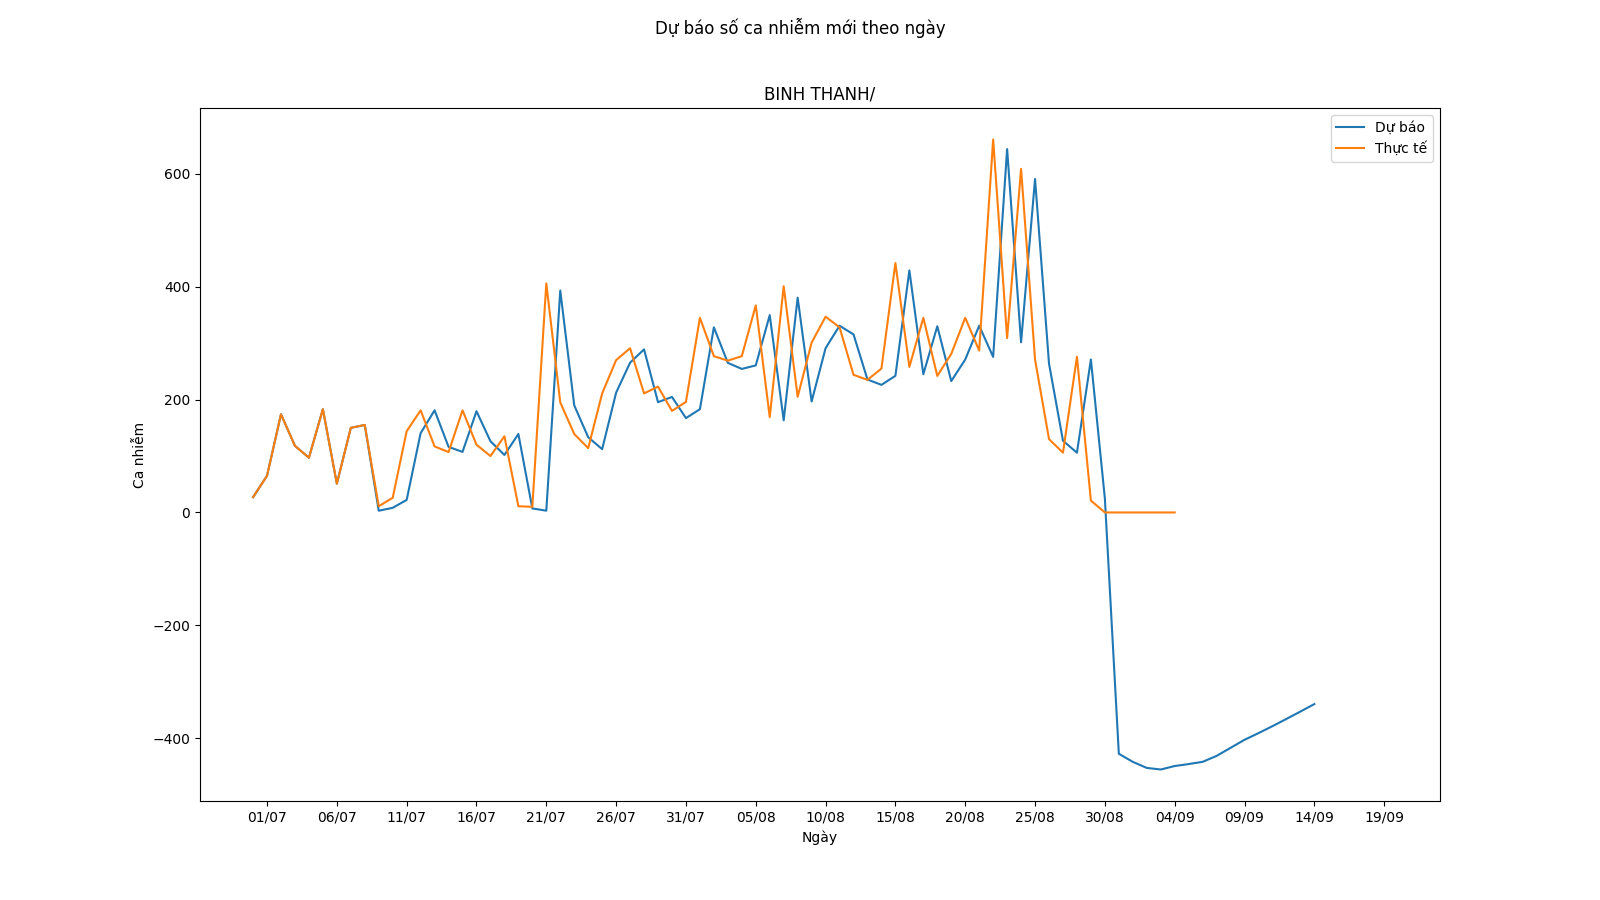 Dự báo số ca nhiễm mới theo ngày
BINH THANH/
Dự báo
Thực tế
600
400
200
0
−200
−400
Ca nhiễm
01/07 06/07 11/07 16/07 21/07 26/07 31/07 05/08 10/08 15/08 20/08 25/08 30/08 04/09 09/09 14/09 19/09
Ngày